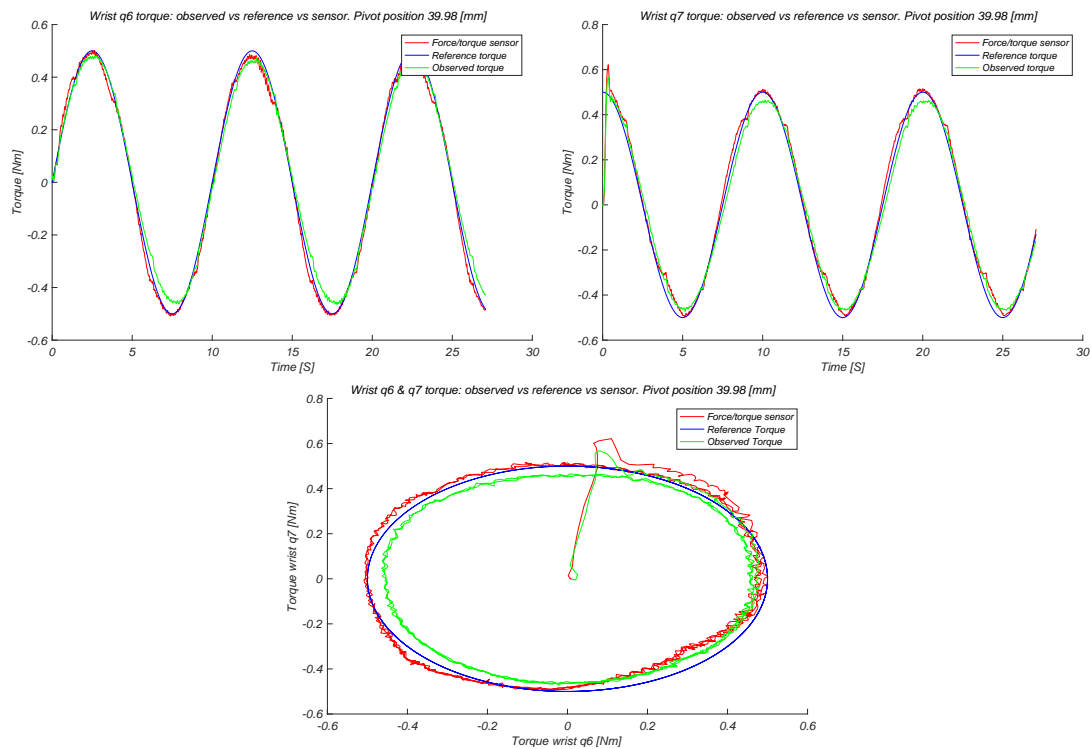 Wrist q6 torque: observed vs reference vs sensor. Pivot position 39.98 [mm]
Force/torque sensor
Reference torque
Observed torque
0.6
0.4
0.2
0
-0.2
-0.4
-0.6
Torque [Nm]
0 5 10 15 20 25 30
Time [S]
Wrist q7 torque: observed vs reference vs sensor. Pivot position 39.98 [mm]
Force/torque sensor
Reference torque
Observed torque
0.8
0.6
0.4
0.2
0
-0.2
-0.4
-0.6
Torque [Nm]
0 5 10 15 20 25 30
Time [S]
Wrist q6 & q7 torque: observed vs reference vs sensor. Pivot position 39.98 [mm]
Force/torque sensor
Reference Torque
Observed Torque
0.8
0.6
0.4
0.2
0
-0.2
-0.4
-0.6
Torque wrist q7 [Nm]
-0.6 -0.4 -0.2 0 0.2 0.4 0.6
Torque wrist q6 [Nm]